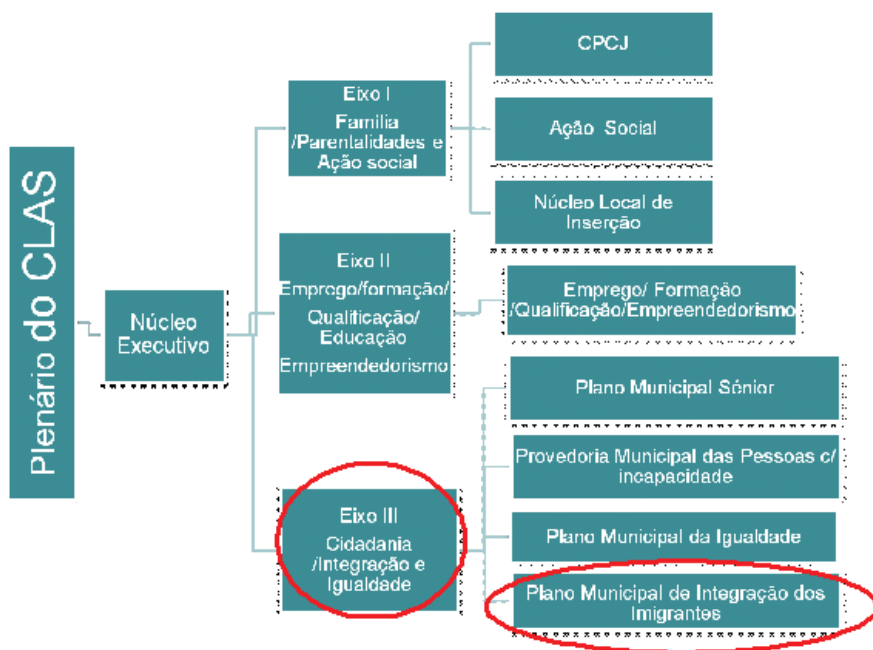 Plenário do CLAS
Núcleo
Executivo
Eixo I
Família
/Parentalidades e
Ação social
CPCJ
Ação Social
Núcleo Local de
Inserção
Eixo II
Emprego/formação/
Qualificação/
Educação
Empreendedorismo
Emprego/ Formação
/Qualificação/Empreendedorismo
Eixo III
Cidadania
/Integração e
Igualdade
Plano Municipal Sénior
Provedoria Municipal das Pessoas c/
incapacidade
Plano Municipal da Igualdade
Plano Municipal de Integração dos
Imigrantes